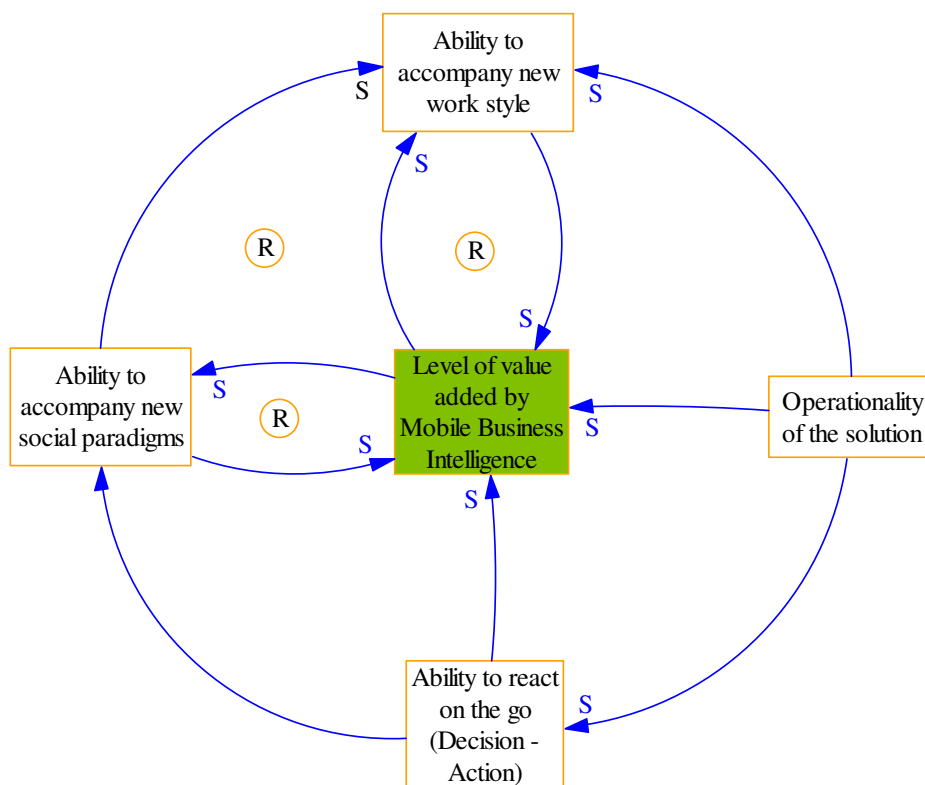 Ability to
accompany new
work style
S
S
S
R
R
S
Ability to
accompany new
social paradigms
S
R
S
Level of value
added by
Mobile Business
Intelligence
S
Operationality
of the solution
S
Ability to react
on the go
(Decision -
Action)
S